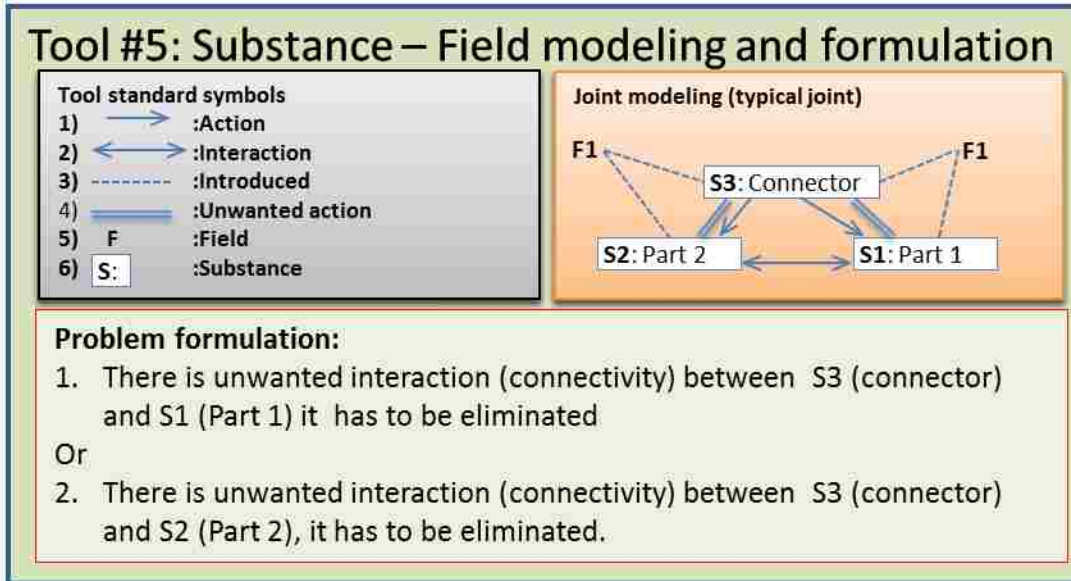 Tool #5: Substance – Field modeling and formulation
Tool standard symbols
1) :Action
2) :Interaction
3) :Introduced
4) :Unwanted action
5) F :Field
6) S: :Substance
Joint modeling (typical joint)
F1
F1
S3: Connector
S2: Part 2
S1: Part 1
Problem formulation:
1. There is unwanted interaction (connectivity) between S3 (connector)
and S1 (Part 1) it has to be eliminated
Or
2. There is unwanted interaction (connectivity) between S3 (connector)
and S2 (Part 2), it has to be eliminated.